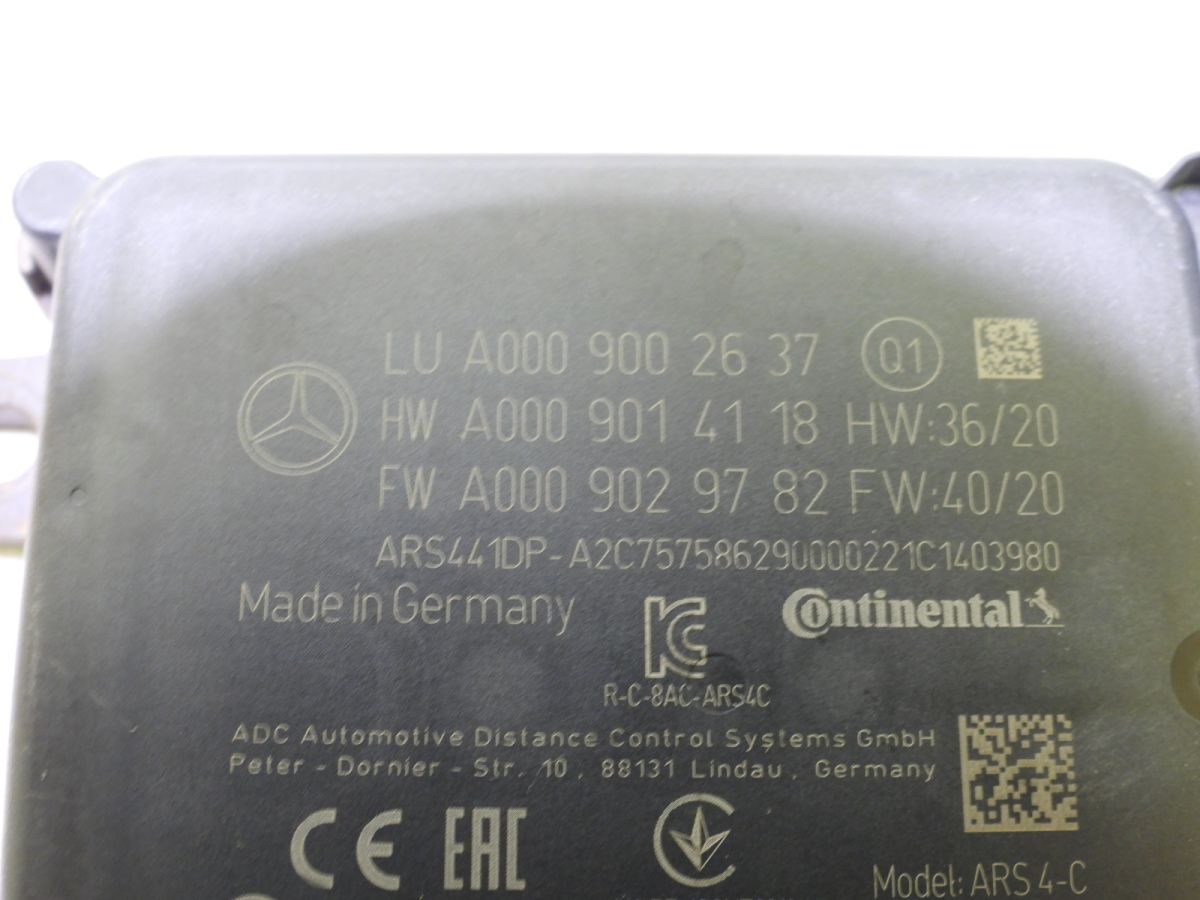 LU A000 900 26 37 Q1
HW A000 901 41 18 HW:36/20
FW A000 902 97 82 FW:40/20
ARS441DP-A2C757586290000221C1403980
Made in Germany
Continental
R-C-8AC-ARS4C
ADC Automotive Distance Control Systems GmbH
Peter - Dornier - Str. 10 , 88131 Lindau , Germany
CE EAC
Model: ARS 4-C